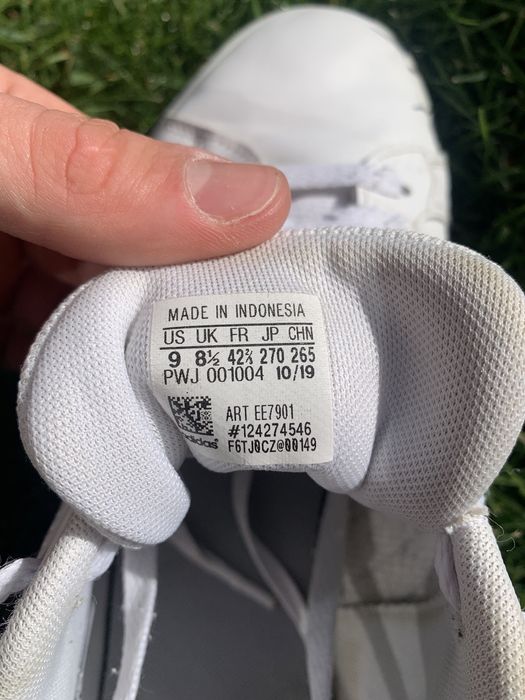 MADE IN INDONESIA
US UK FR JP CHN
9 8½ 42⅔ 270 265
PWJ 001004 10/19
ART EE7901
#124274546
adidas F6TJ0CZ@00149